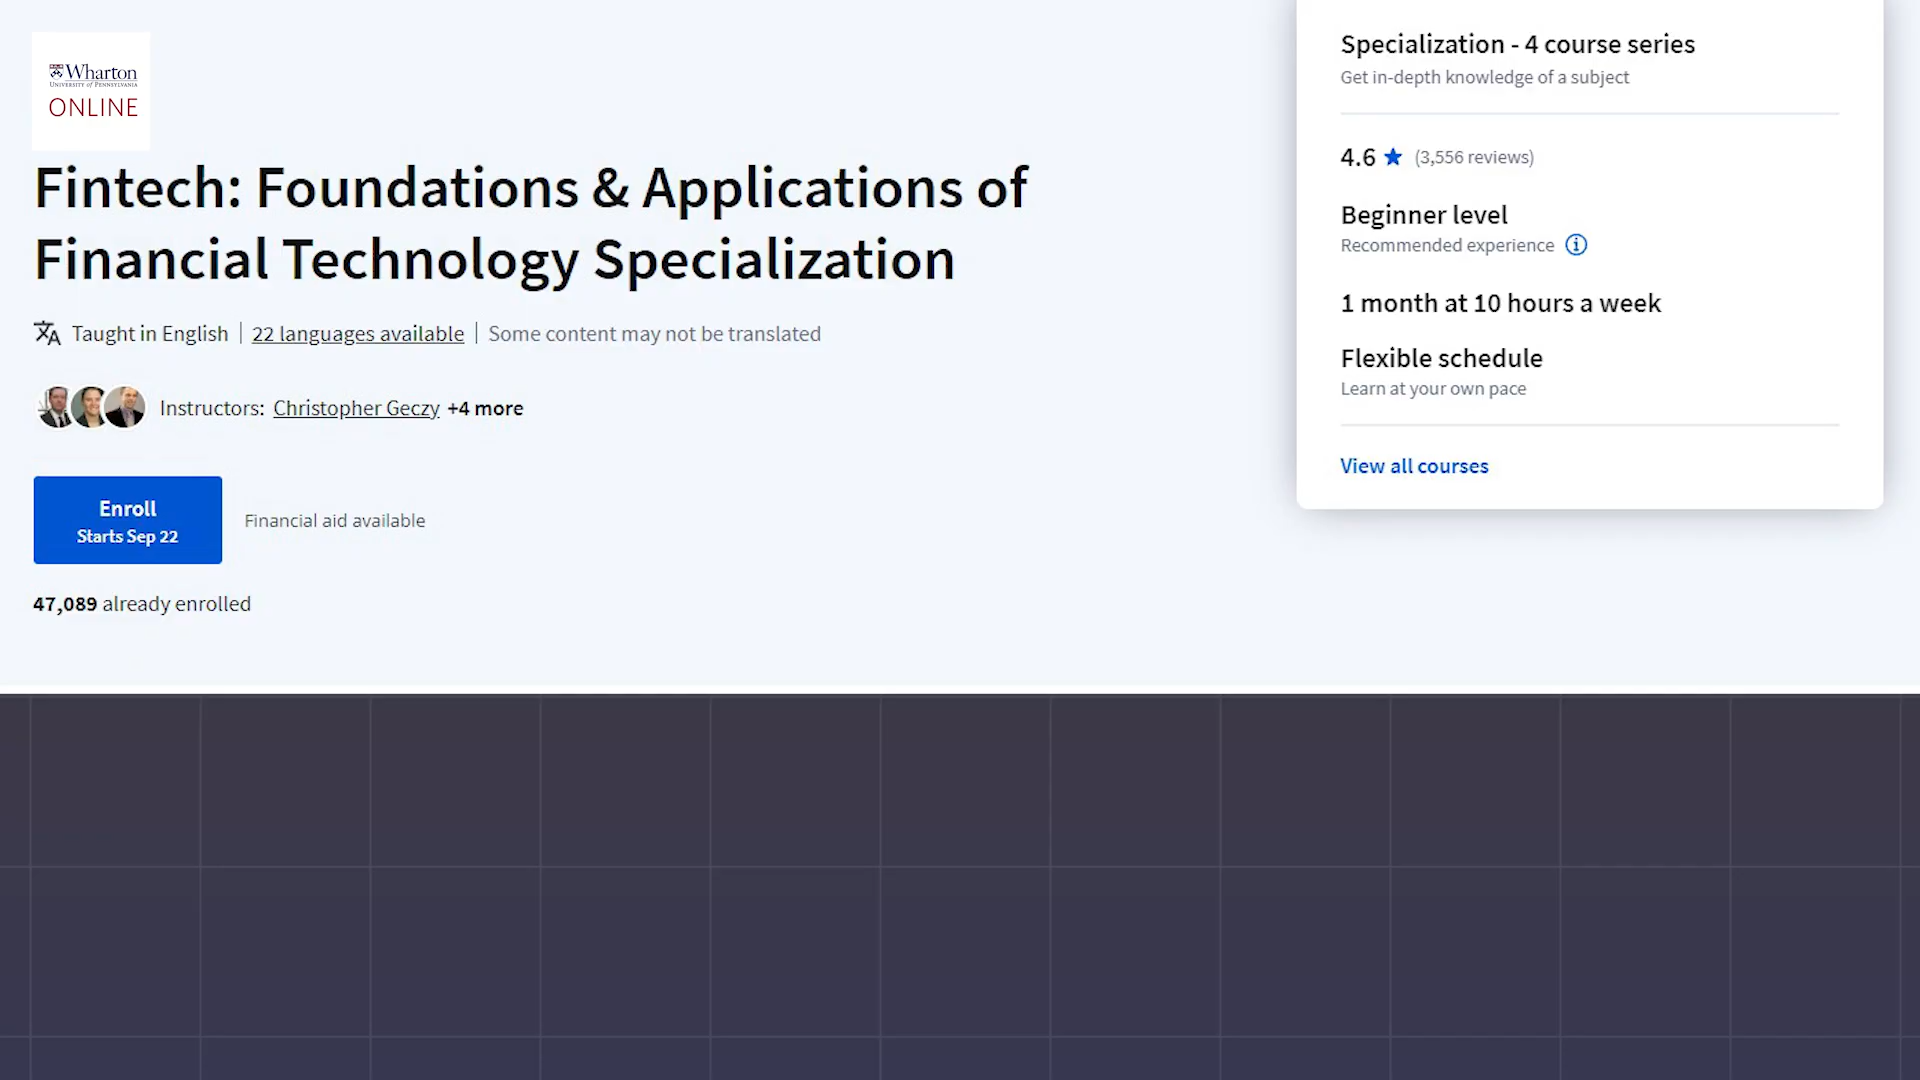 Wharton
UNIVERSITY of PENNSYLVANIA
ONLINE
Fintech: Foundations & Applications of
Financial Technology Specialization
Taught in English | 22 languages available | Some content may not be translated
Instructors: Christopher Geczy +4 more
Enroll
Starts Sep 22
Financial aid available
47,089 already enrolled
Specialization - 4 course series
Get in-depth knowledge of a subject
4.6 ★ (3,556 reviews)
Beginner level
Recommended experience
1 month at 10 hours a week
Flexible schedule
Learn at your own pace
View all courses